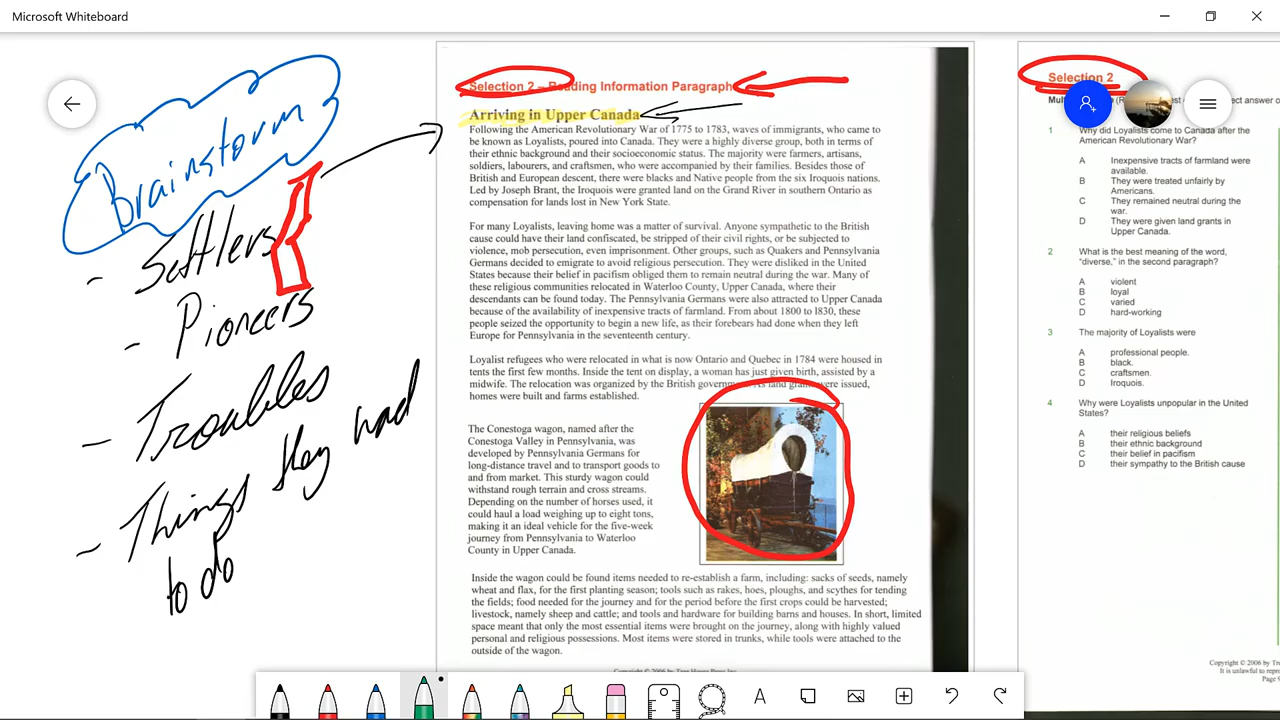 Microsoft Whiteboard
Brainstorm
- Settlers
- Pioneers
- Troubles
- Things they had
to do
Selection 2 – Reading Information Paragraph
Arriving in Upper Canada
Following the American Revolutionary War of 1775 to 1783, waves of immigrants, who came to
be known as Loyalists, poured into Canada. They were a highly diverse group, both in terms of
their ethnic background and their socioeconomic status. The majority were farmers, artisans,
soldiers, labourers, and craftsmen, who were accompanied by their families. Besides those of
British and European descent, there were blacks and Native people from the six Iroquois nations.
Led by Joseph Brant, the Iroquois were granted land on the Grand River in southern Ontario as
compensation for lands lost in New York State.
For many Loyalists, leaving home was a matter of survival. Anyone sympathetic to the British
cause could have their land confiscated, be stripped of their civil rights, or be subjected to
violence, mob persecution, even imprisonment. Other groups, such as Quakers and Pennsylvania
Germans decided to emigrate to avoid religious persecution. They were disliked in the United
States because their belief in pacifism obliged them to remain neutral during the war. Many of
these religious communities relocated in Waterloo County, Upper Canada, where their
descendants can be found today. The Pennsylvania Germans were also attracted to Upper Canada
because of the availability of inexpensive tracts of farmland. From about 1800 to 1830, these
people seized the opportunity to begin a new life, as their forebears had done when they left
Europe for Pennsylvania in the seventeenth century.
Loyalist refugees who were relocated in what is now Ontario and Quebec in 1784 were housed in
tents the first few months. Inside the tent on display, a woman has just given birth, assisted by a
midwife. The relocation was organized by the British government. As land grants were issued,
homes were built and farms established.
The Conestoga wagon, named after the
Conestoga Valley in Pennsylvania, was
developed by Pennsylvania Germans for
long-distance travel and to transport goods to
and from market. This sturdy wagon could
withstand rough terrain and cross streams.
Depending on the number of horses used, it
could haul a load weighing up to eight tons,
making it an ideal vehicle for the five-week
journey from Pennsylvania to Waterloo
County in Upper Canada.
Inside the wagon could be found items needed to re-establish a farm, including: sacks of seeds, namely
wheat and flax, for the first planting season; tools such as rakes, hoes, ploughs, and scythes for tending
the fields; food needed for the journey and for the period before the first crops could be harvested;
livestock, namely sheep and cattle; and tools and hardware for building barns and houses. In short, limited
space meant that only the most essential items were brought on the journey, along with highly valued
personal and religious possessions. Most items were stored in trunks, while tools were attached to the
outside of the wagon.
Copyright © 2006 by
Selection 2
1 Why did Loyalists come to Canada after the
American Revolutionary War?
A Inexpensive tracts of farmland were
available.
B They were treated unfairly by
Americans.
C They remained neutral during the
war.
D They were given land grants in
Upper Canada.
2 What is the best meaning of the word,
"diverse," in the second paragraph?
A violent
B loyal
C varied
D hard-working
3 The majority of Loyalists were
A professional people.
B black.
C craftsmen.
D Iroquois.
4 Why were Loyalists unpopular in the United
States?
A their religious beliefs
B their ethnic background
C their belief in pacifism
D their sympathy to the British cause
Copyright © 2006 by Tr
It is unlawful to repro
Page